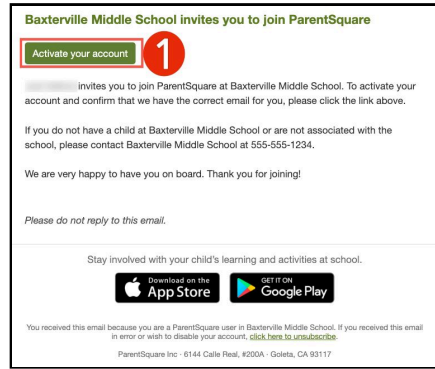 Baxterville Middle School invites you to join ParentSquare
Activate your account
1
invites you to join ParentSquare at Baxterville Middle School. To activate your
account and confirm that we have the correct email for you, please click the link above.
If you do not have a child at Baxterville Middle School or are not associated with the
school, please contact Baxterville Middle School at 555-555-1234.
We are very happy to have you on board. Thank you for joining!
Please do not reply to this email.
Stay involved with your child's learning and activities at school.
Download on the
App Store
GET IT ON
Google Play
You received this email because you are a ParentSquare user in Baxterville Middle School. If you received this email
in error or wish to disable your account, click here to unsubscribe.
ParentSquare Inc · 6144 Calle Real, #200A · Goleta, CA 93117